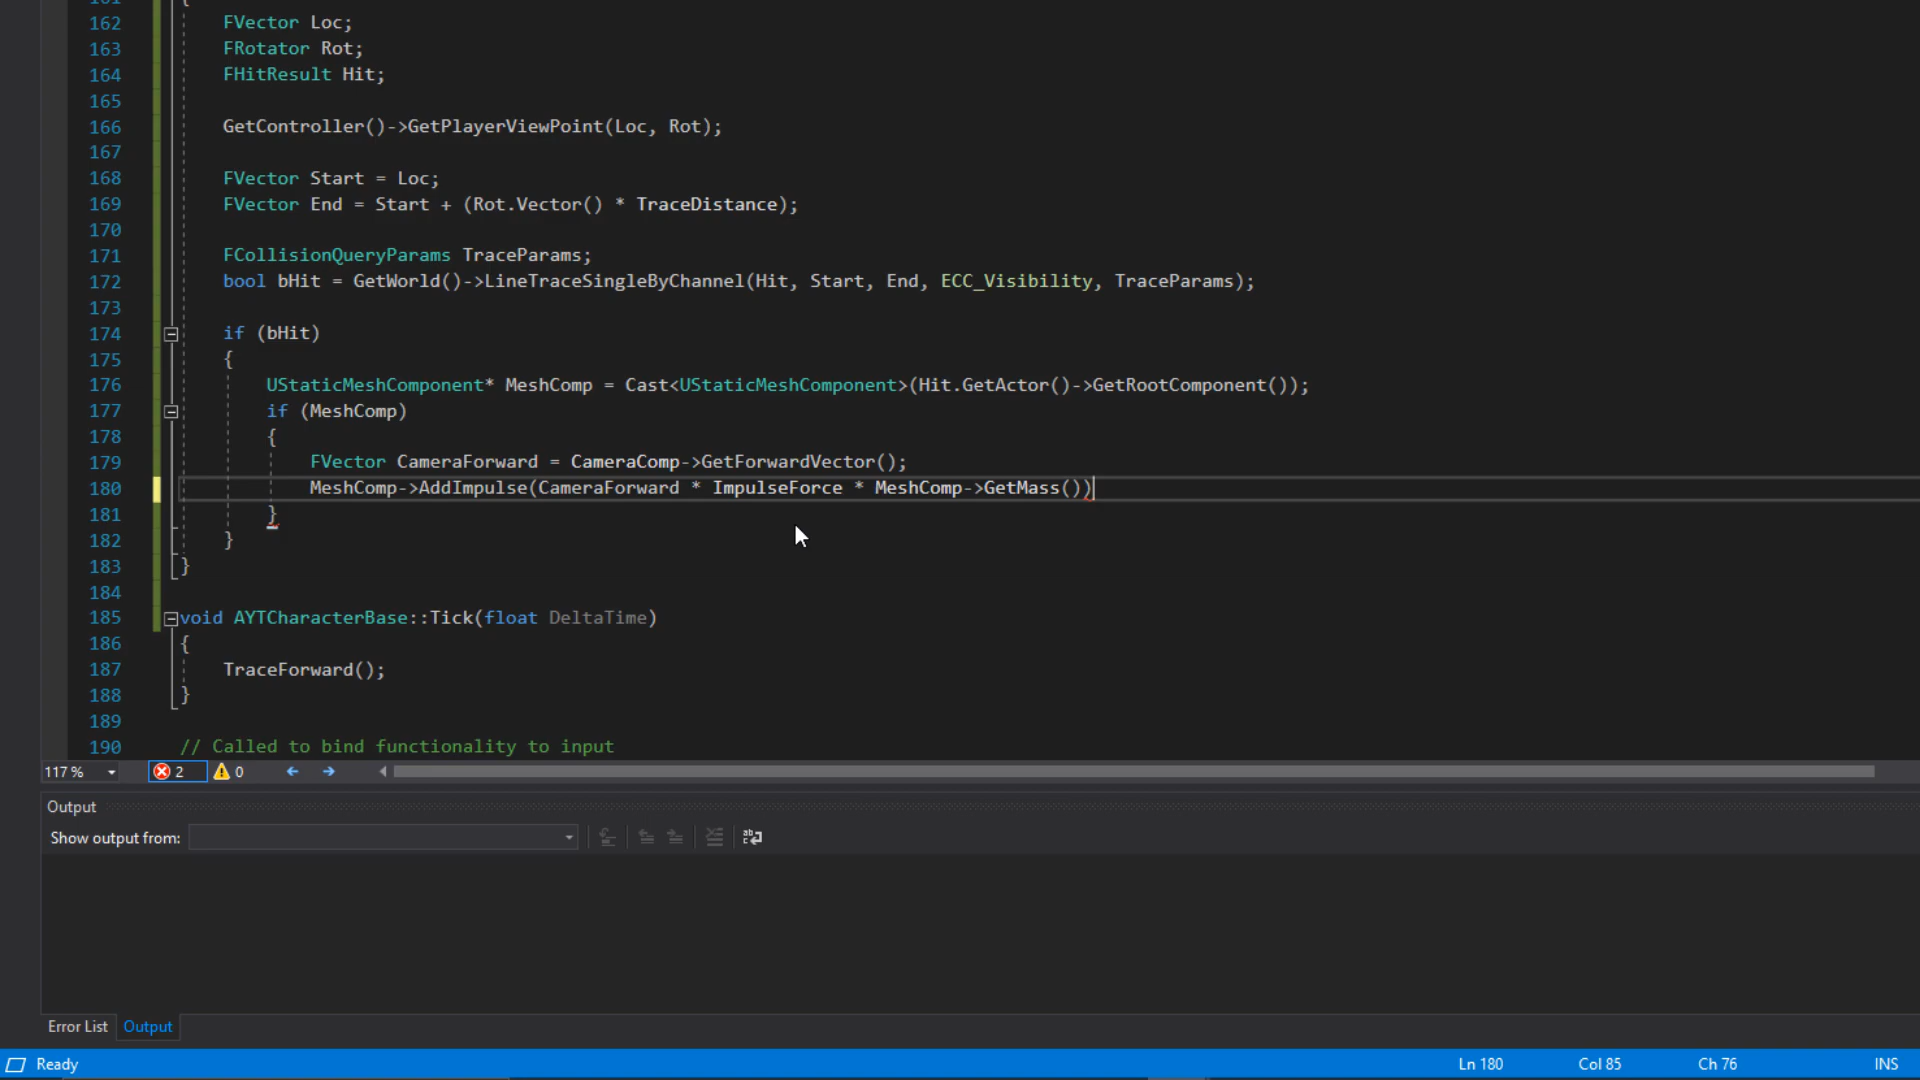 161 {
162 FVector Loc;
163 FRotator Rot;
164 FHitResult Hit;
165
166 GetController()->GetPlayerViewPoint(Loc, Rot);
167
168 FVector Start = Loc;
169 FVector End = Start + (Rot.Vector() * TraceDistance);
170
171 FCollisionQueryParams TraceParams;
172 bool bHit = GetWorld()->LineTraceSingleByChannel(Hit, Start, End, ECC_Visibility, TraceParams);
173
174 if (bHit)
175 {
176 UStaticMeshComponent* MeshComp = Cast<UStaticMeshComponent>(Hit.GetActor()->GetRootComponent());
177 if (MeshComp)
178 {
179 FVector CameraForward = CameraComp->GetForwardVector();
180 MeshComp->AddImpulse(CameraForward * ImpulseForce * MeshComp->GetMass())
181 }
182 }
183 }
184
185 void AYTCharacterBase::Tick(float DeltaTime)
186 {
187 TraceForward();
188 }
189
190 // Called to bind functionality to input
117 % 2 0
Output
Show output from:
Error List Output
Ready Ln 180 Col 85 Ch 76 INS